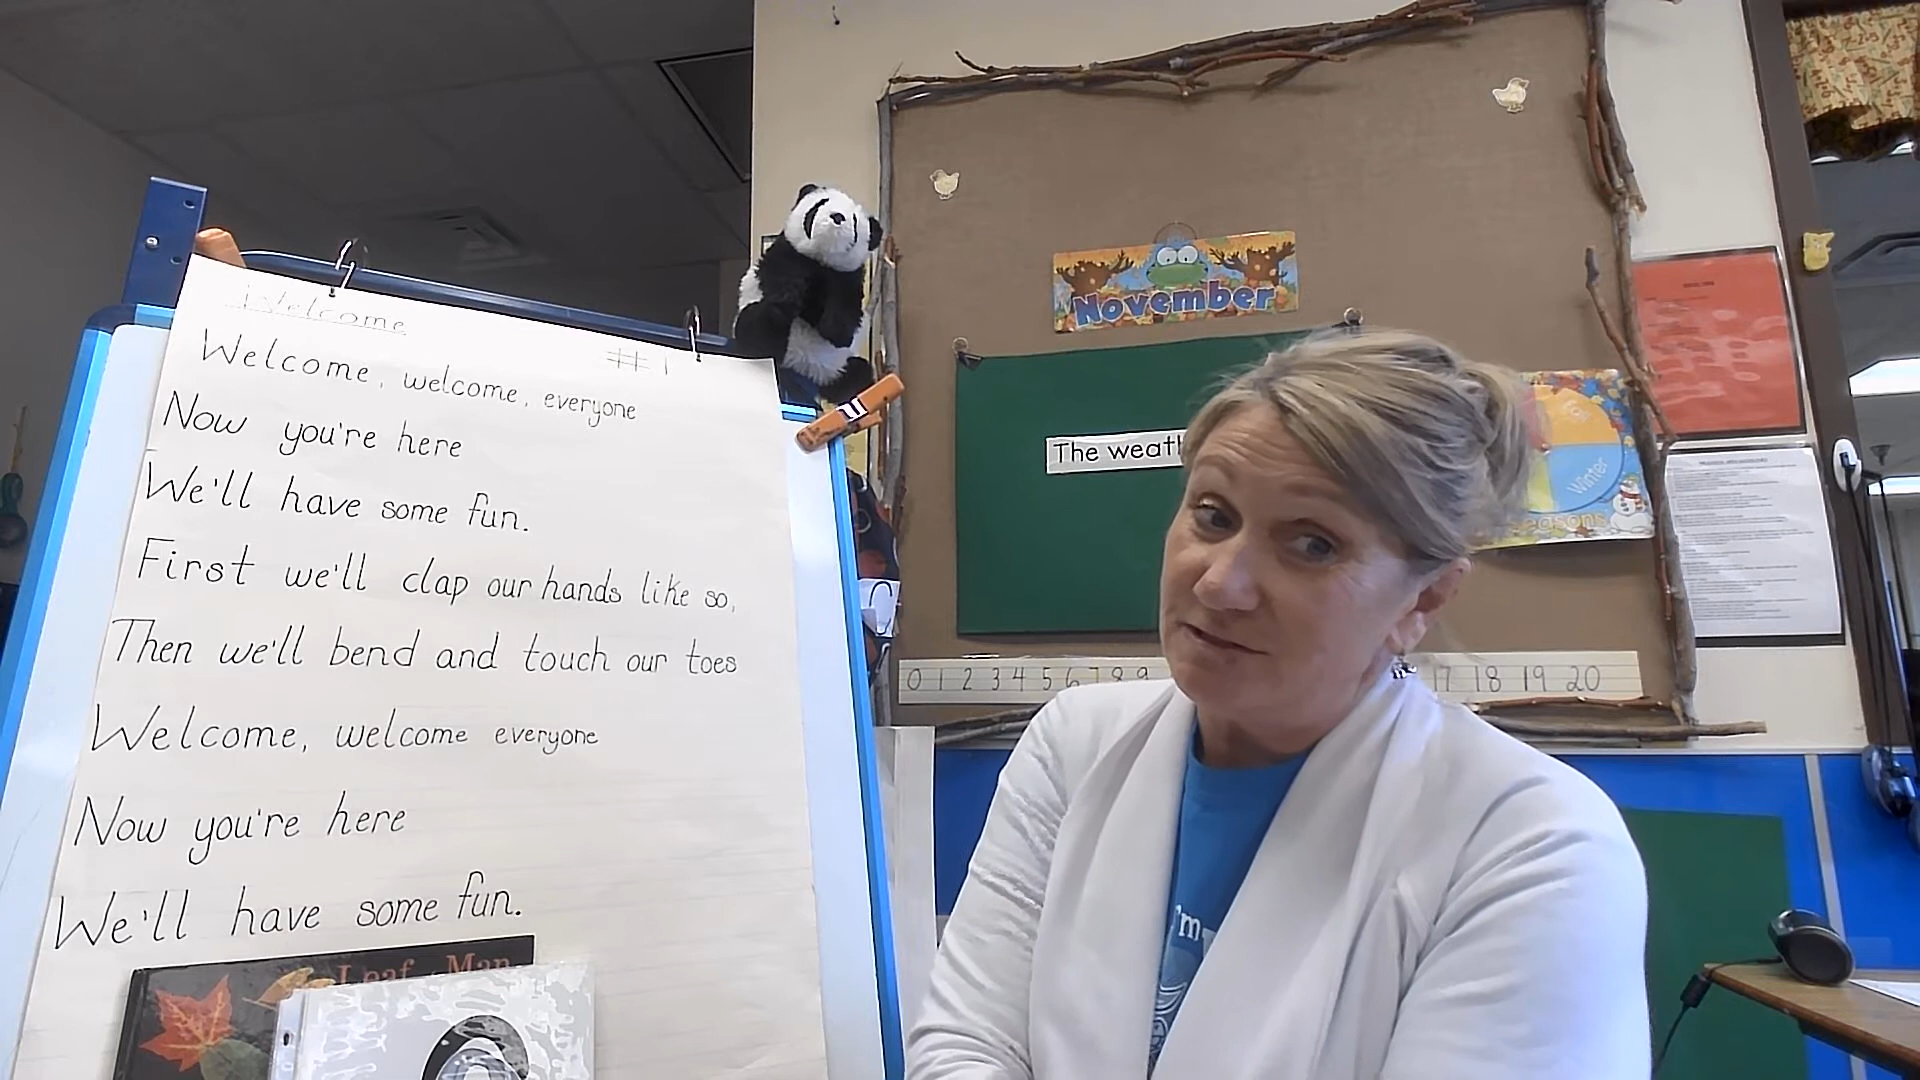 Welcome
#1
Welcome, welcome, everyone
Now you're here
We'll have some fun.
First we'll clap our hands like so,
Then we'll bend and touch our toes
Welcome, welcome everyone
Now you're here
We'll have some fun.
Leaf Man
November
The weat
Winter
seasons
0 1 2 3 4 5 6 7 8 9
17 18 19 20
I'm